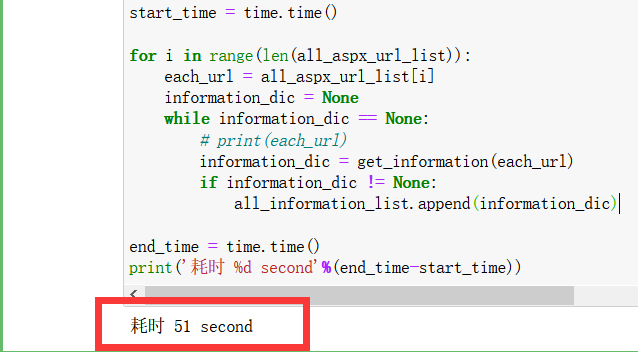 start_time = time.time()
for i in range(len(all_aspx_url_list)):
each_url = all_aspx_url_list[i]
information_dic = None
while information_dic == None:
# print(each_url)
information_dic = get_information(each_url)
if information_dic != None:
all_information_list.append(information_dic)
end_time = time.time()
print('耗时 %d second'%(end_time-start_time))
耗时 51 second